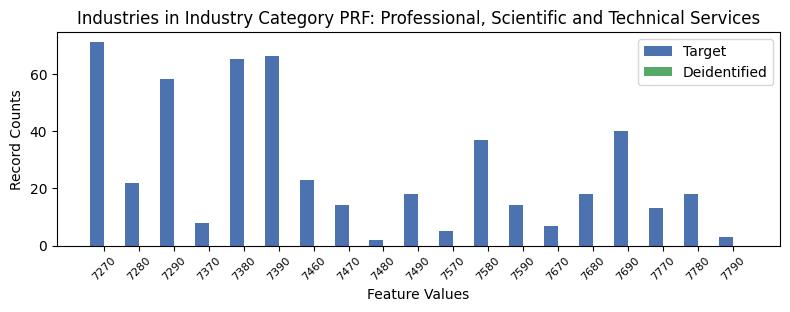 Industries in Industry Category PRF: Professional, Scientific and Technical Services
Target
Deidentified
Record Counts
60
40
20
0
7270 7280 7290 7370 7380 7390 7460 7470 7480 7490 7570 7580 7590 7670 7680 7690 7770 7780 7790
Feature Values